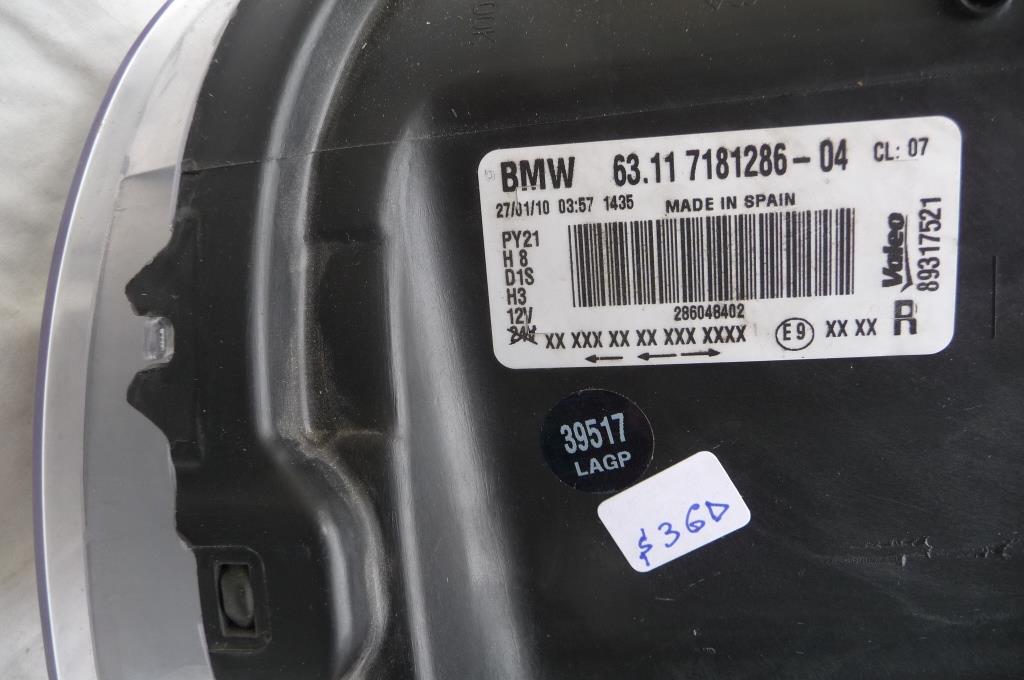 BMW 63.11 7181286-04 CL: 07
27/01/10 03:57 1435 MADE IN SPAIN
PY21
H8
D1S
H3
12V
24V
286048402
XX XXX XX XX XXX XXXX
E9 XX XX
Valeo
89317521
R
39517
LAGP
$360